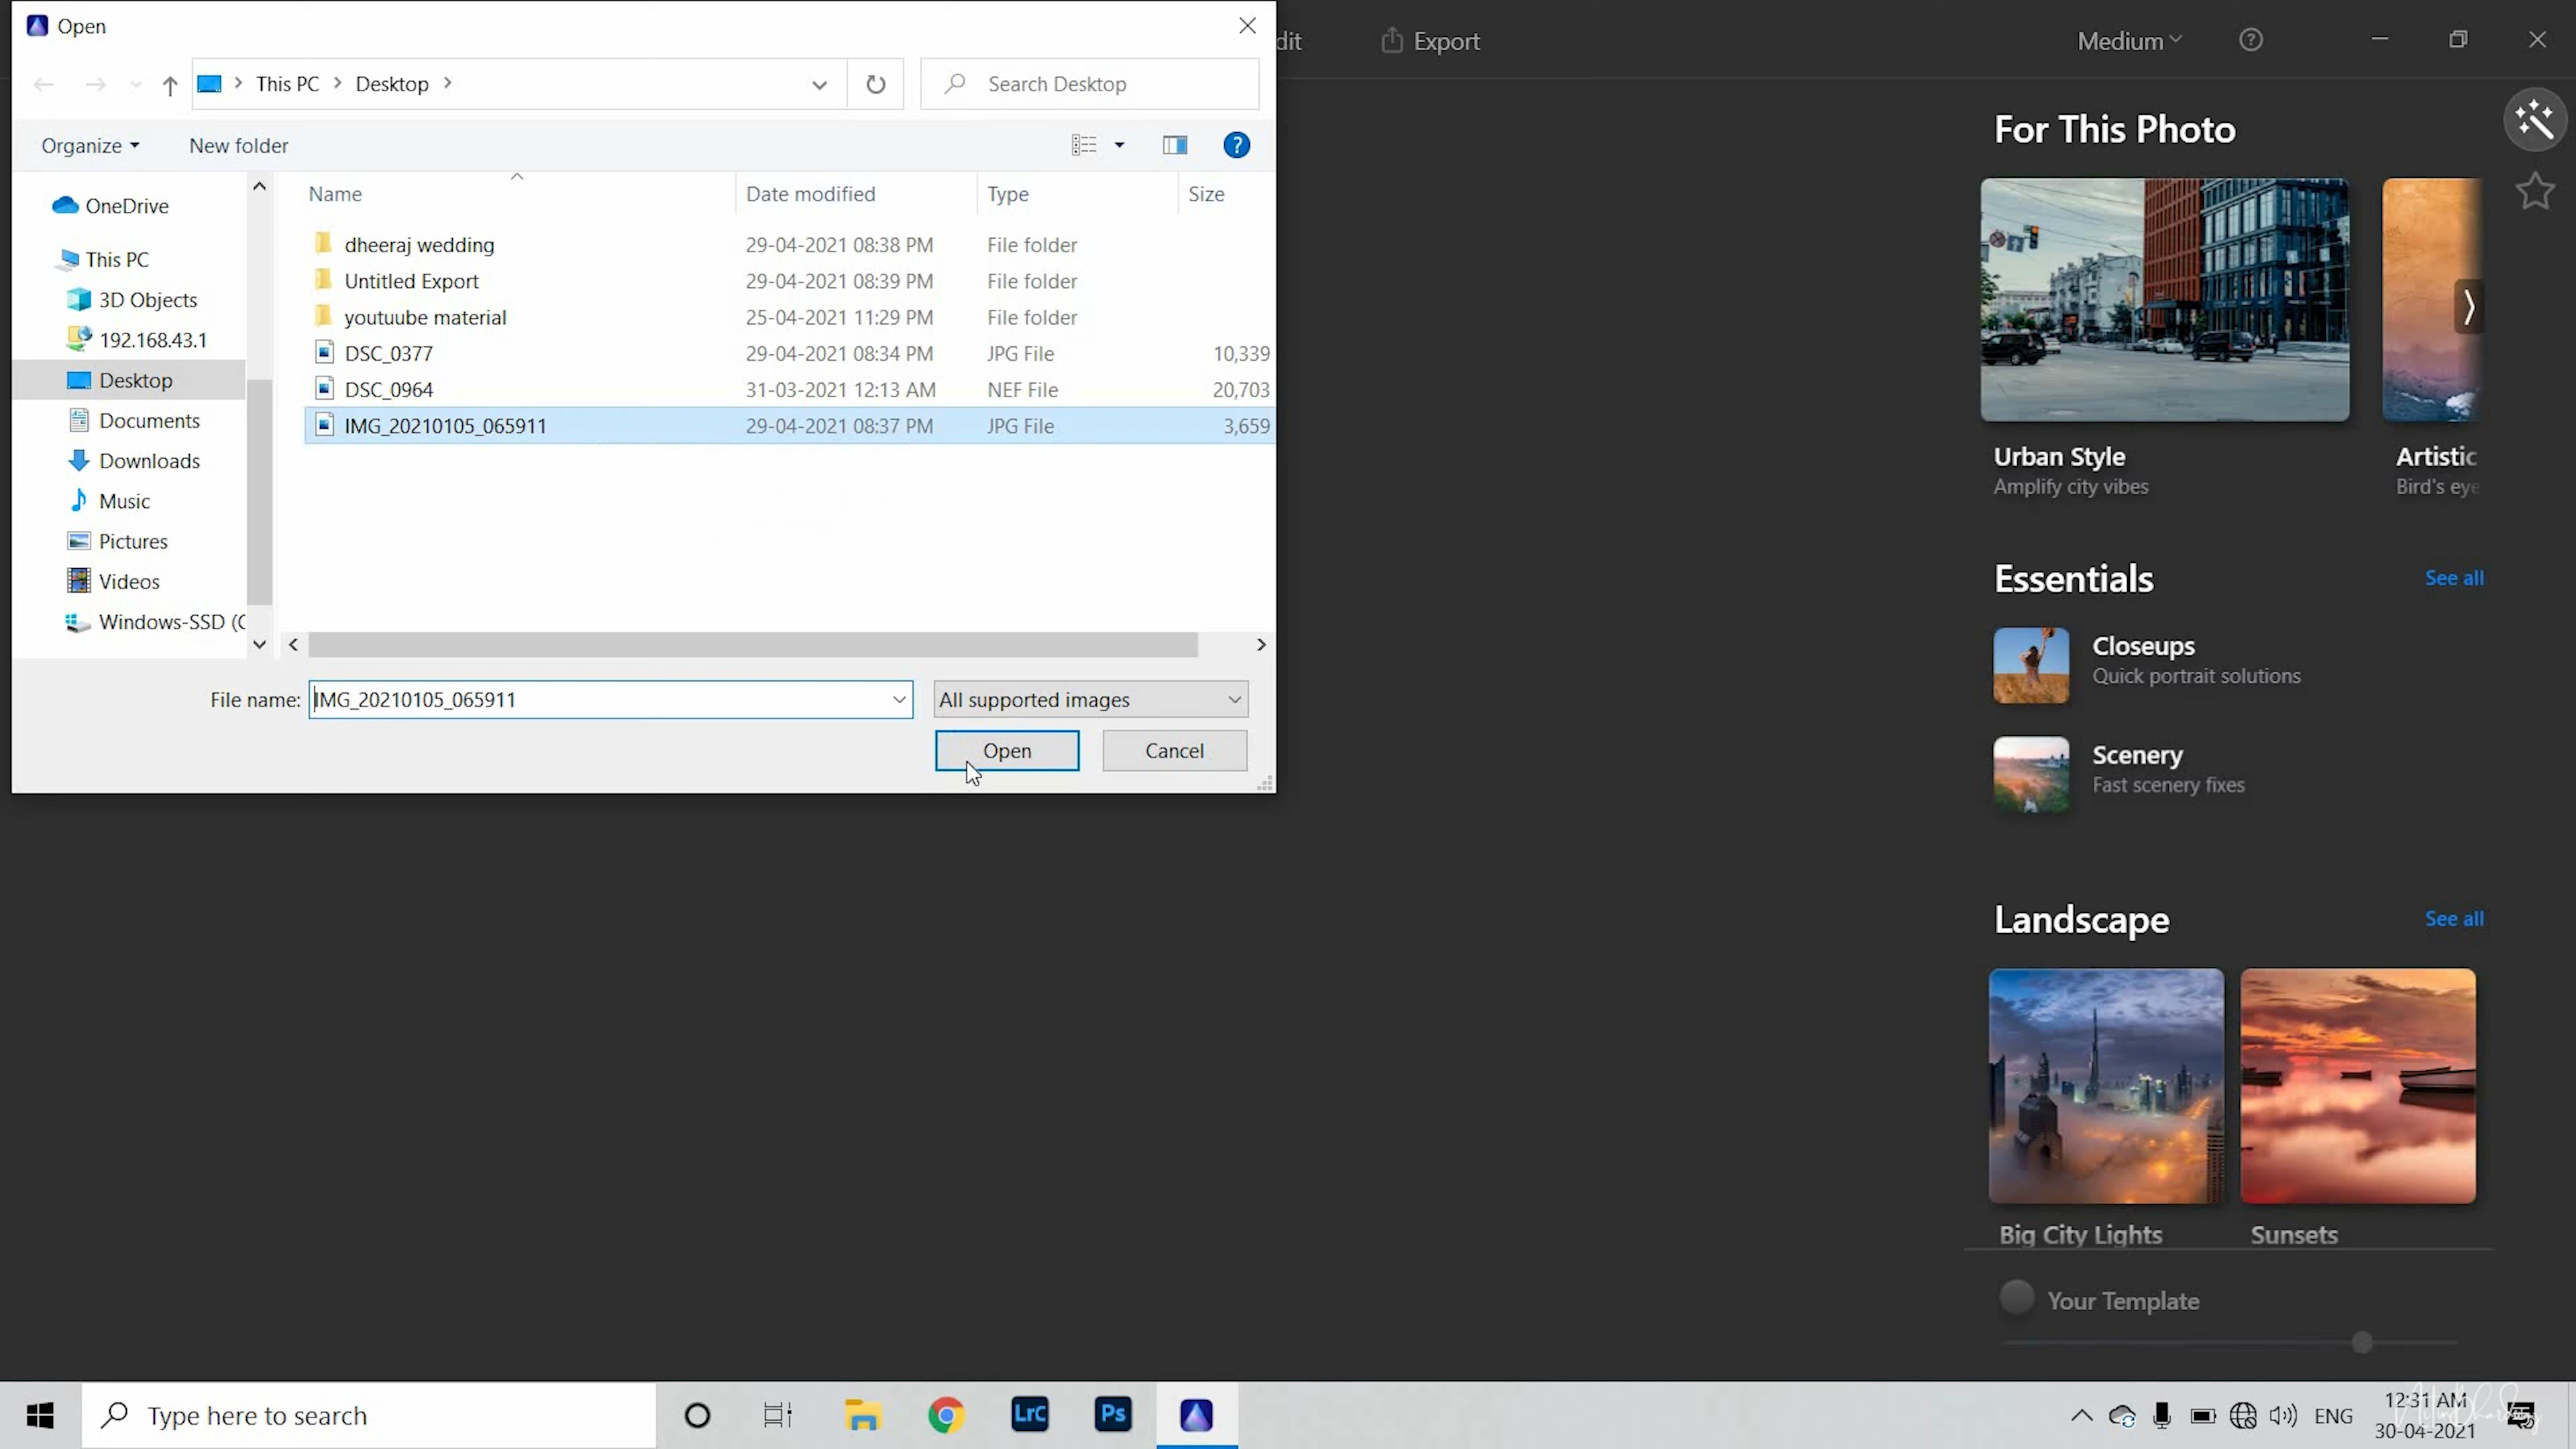 Open
This PC
Desktop
Search Desktop
Organize
New folder
Name
Date modified
Type
Size
OneDrive
This PC
3D Objects
192.168.43.1
Desktop
Documents
Downloads
Music
Pictures
Videos
Windows-SSD (C
dheeraj wedding 29-04-2021 08:38 PM File folder
Untitled Export 29-04-2021 08:39 PM File folder
youtuube material 25-04-2021 11:29 PM File folder
DSC_0377 29-04-2021 08:34 PM JPG File 10,339
DSC_0964 31-03-2021 12:13 AM NEF File 20,703
IMG_20210105_065911 29-04-2021 08:37 PM JPG File 3,659
File name: IMG_20210105_065911
All supported images
Open
Cancel
dit
Export
Medium
For This Photo
Urban Style
Amplify city vibes
Artistic
Bird's eye
Essentials
See all
Closeups
Quick portrait solutions
Scenery
Fast scenery fixes
Landscape
See all
Big City Lights
Sunsets
Your Template
Type here to search
LrC
Ps
ENG
12:31 AM
30-04-2021